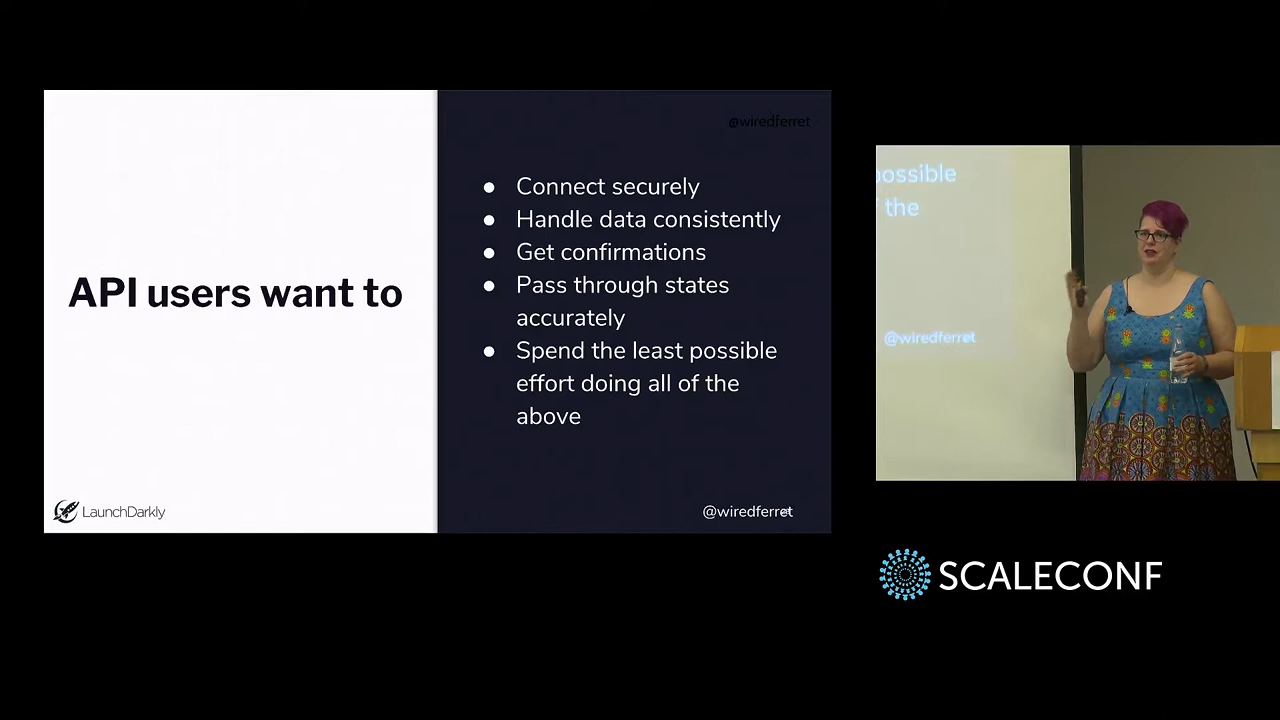 @wiredferret
API users want to
● Connect securely
● Handle data consistently
● Get confirmations
● Pass through states
accurately
● Spend the least possible
effort doing all of the
above
LaunchDarkly
@wiredferret
possible
the
@wiredferret
SCALECONF